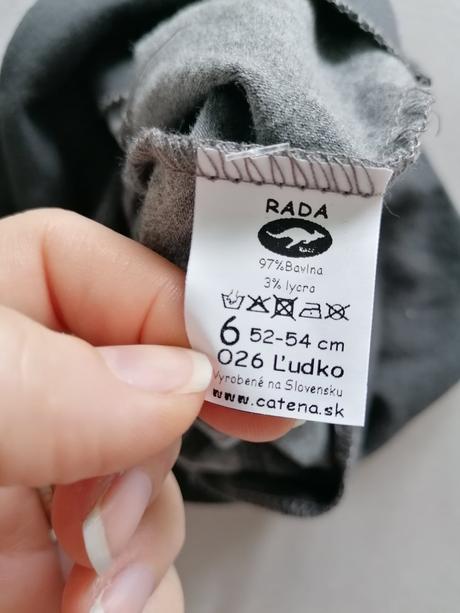 RADA
97%Bavlna
3% lycra
6 52-54 cm
026 Ľudko
Vyrobené na Slovensku
www.catena.sk